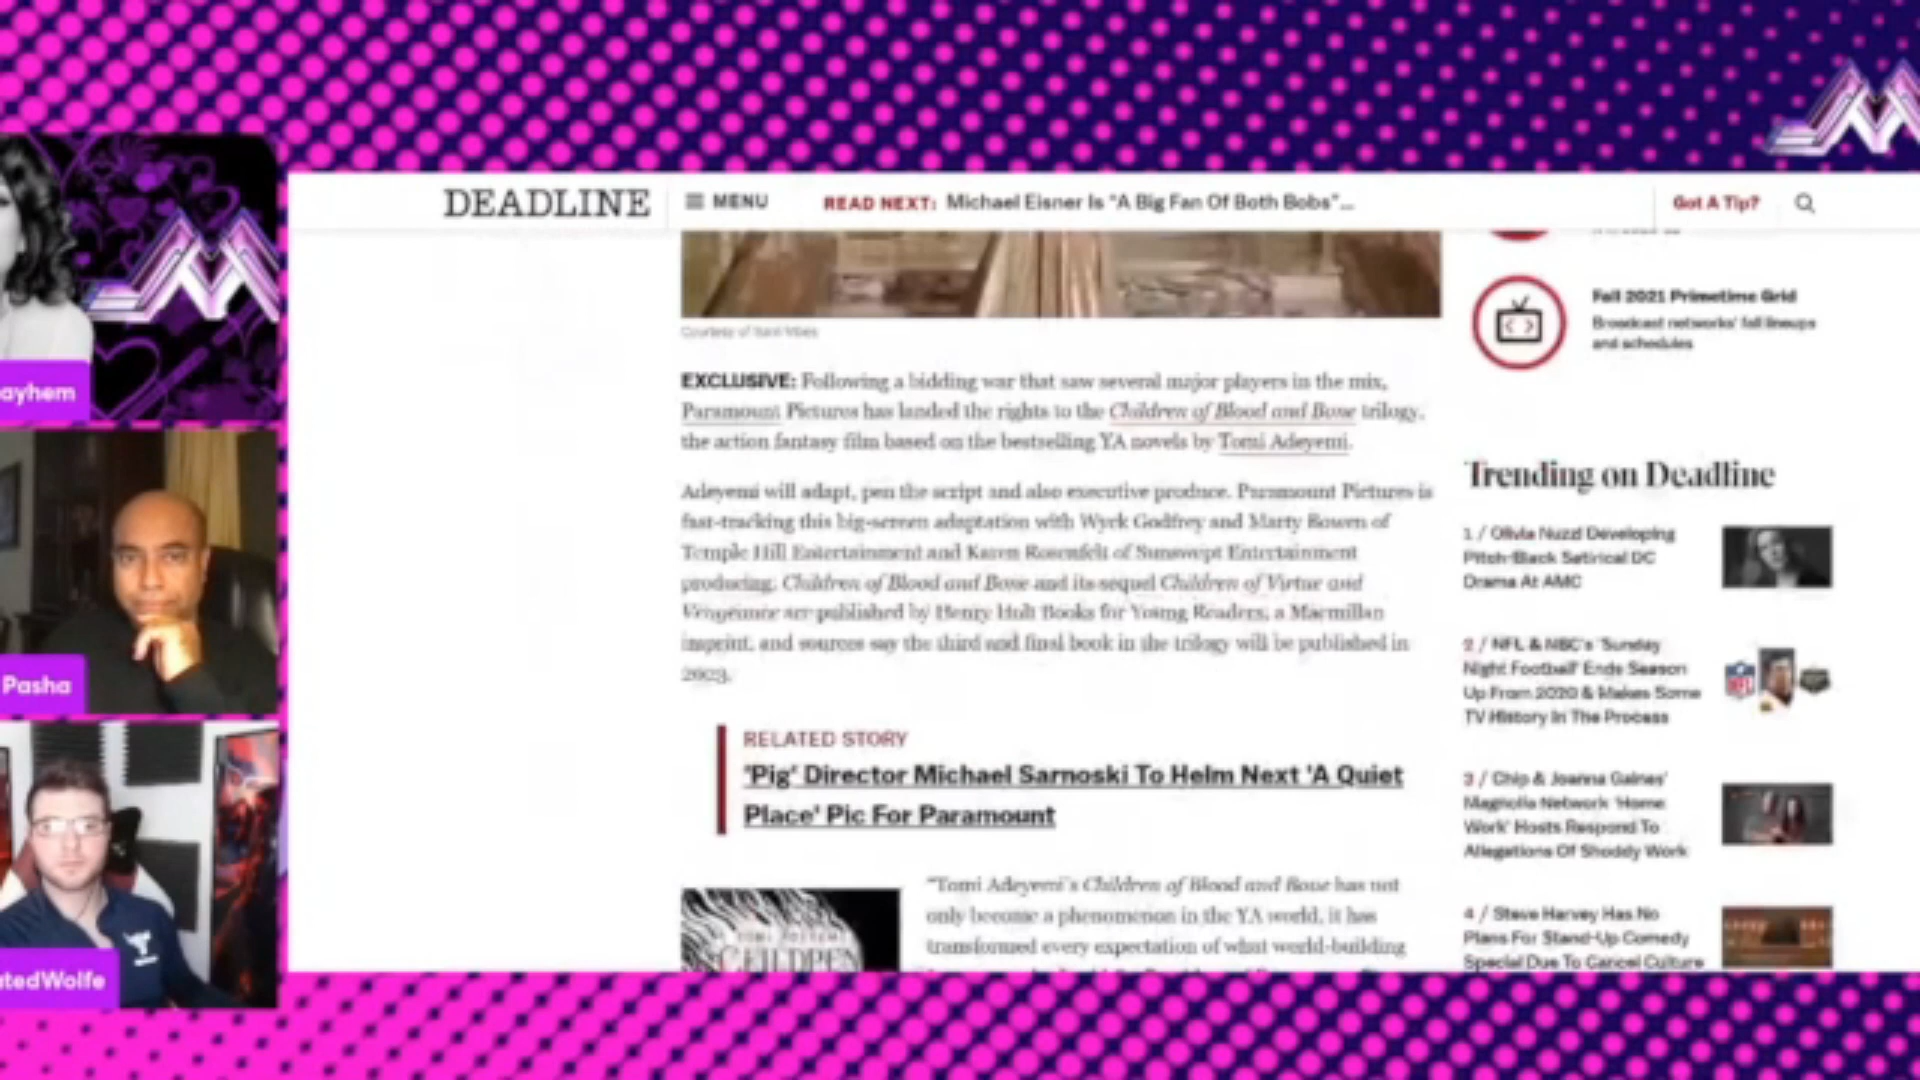 DEADLINE
MENU
READ NEXT: Michael Eisner Is "A Big Fan Of Both Bobs"...
Got A Tip?
ayhem
Pasha
tedWolfe
Courtesy of
EXCLUSIVE: Following a bidding war that saw several major players in the mix,
Paramount Pictures has landed the rights to the Children of Blood and Bone trilogy,
the action fantasy film based on the bestselling YA novels by Tomi Adeyemi.
Adeyemi will adapt, pen the script and also executive produce. Paramount Pictures is
fast-tracking this big-screen adaptation with Wyck Godfrey and Marty Bowen of
Temple Hill Entertainment and Karen Rosenfelt of Sunswept Entertainment
producing. Children of Blood and Bone and its sequel Children of Virtue and
Vengeance are published by Henry Holt Books for Young Readers, a Macmillan
imprint, and sources say the third and final book in the trilogy will be published in
2023.
RELATED STORY
'Pig' Director Michael Sarnoski To Helm Next 'A Quiet
Place' Pic For Paramount
TOMI ADEYEMI
CHILDREN
"Tomi Adeyemi's Children of Blood and Bone has not
only become a phenomenon in the YA world, it has
transformed every expectation of what world-building
Fall 2021 Primetime Grid
Broadcast networks' fall lineups
and schedules
Trending on Deadline
1 / Olivia Nuzzi Developing
Pitch-Black Satirical DC
Drama At AMC
2 / NFL & NBC's 'Sunday
Night Football' Ends Season
Up From 2020 & Makes Some
TV History In The Process
3 / Chip & Joanna Gaines'
Magnolia Network 'Home
Work' Hosts Respond To
Allegations Of Shoddy Work
4 / Steve Harvey Has No
Plans For Stand-Up Comedy
Special Due To Cancel Culture